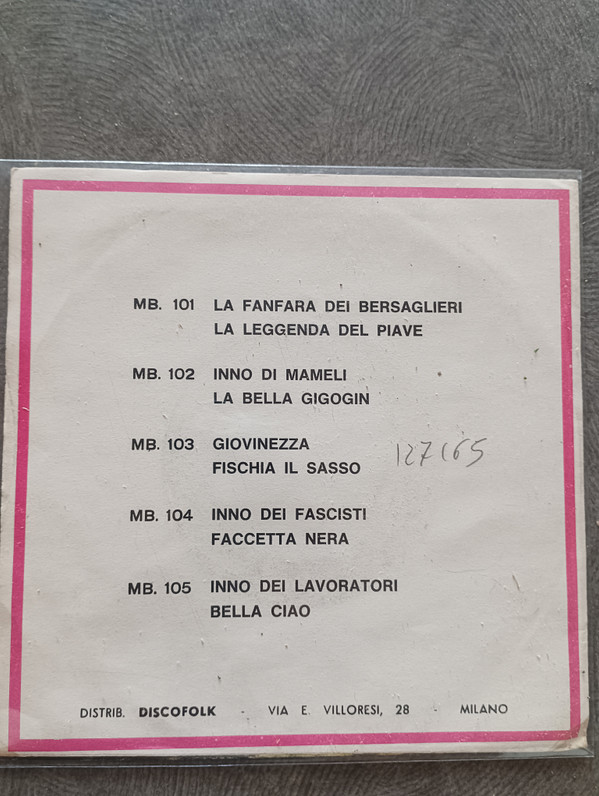 MB. 101 LA FANFARA DEI BERSAGLIERI
LA LEGGENDA DEL PIAVE
MB. 102 INNO DI MAMELI
LA BELLA GIGOGIN
MB. 103 GIOVINEZZA
FISCHIA IL SASSO
127165
MB. 104 INNO DEI FASCISTI
FACCETTA NERA
MB. 105 INNO DEI LAVORATORI
BELLA CIAO
DISTRIB. DISCOFOLK - VIA E. VILLORESI, 28 - MILANO